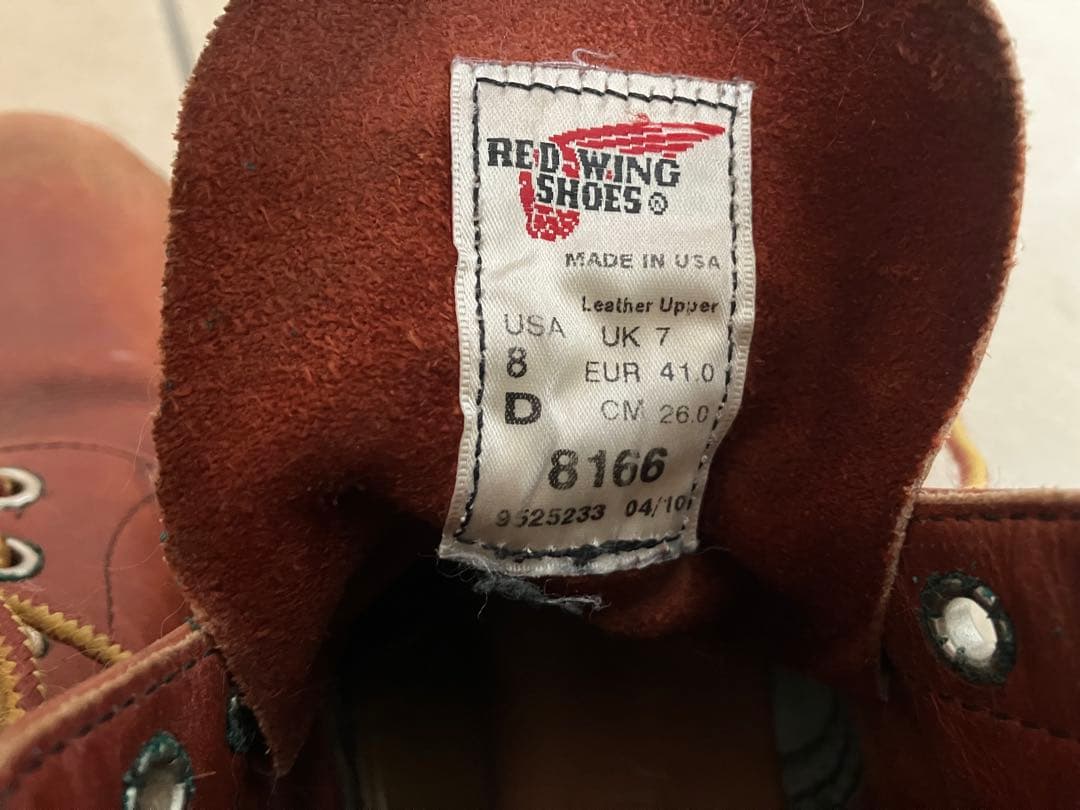 RED WING
SHOES®
MADE IN USA
Leather Upper
USA UK 7
8 EUR 41.0
D CM 26.0
8166
9525233 04/10